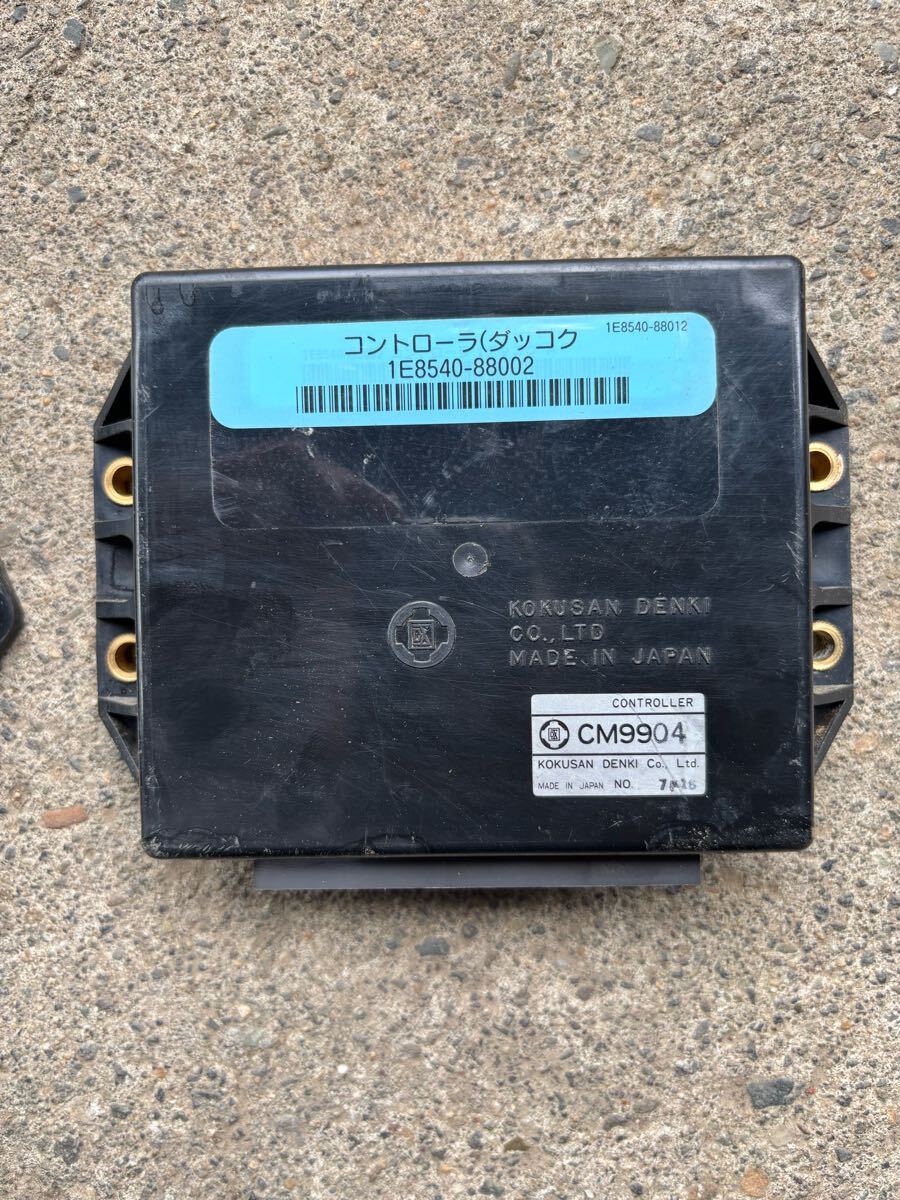 1E8540-88012
コントローラ(ダッコク
1E8540-88002
KOKUSAN DENKI
CO.,LTD
MADE IN JAPAN
CONTROLLER
CM9904
KOKUSAN DENKI Co., Ltd.
MADE IN JAPAN NO.